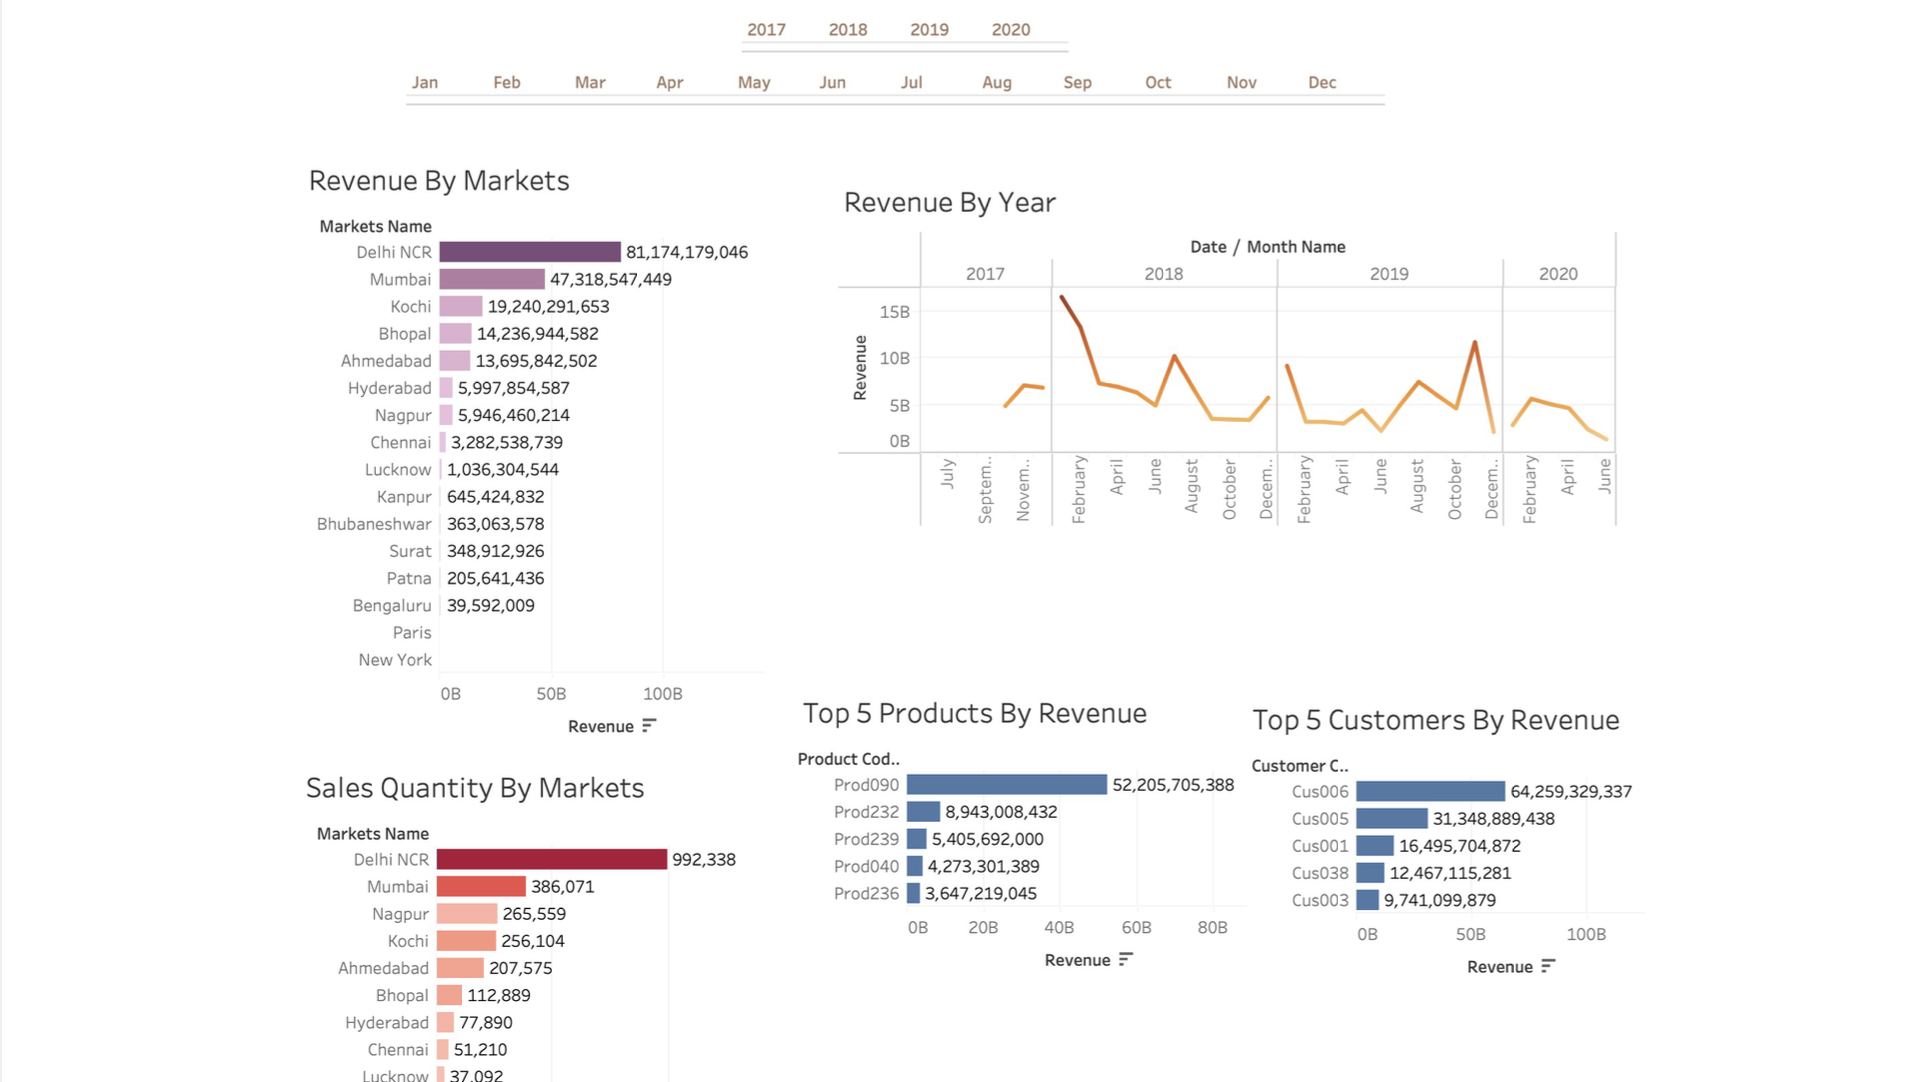 2017 2018 2019 2020
Jan Feb Mar Apr May Jun Jul Aug Sep Oct Nov Dec
Revenue By Markets
Markets Name
Delhi NCR 81,174,179,046
Mumbai 47,318,547,449
Kochi 19,240,291,653
Bhopal 14,236,944,582
Ahmedabad 13,695,842,502
Hyderabad 5,997,854,587
Nagpur 5,946,460,214
Chennai 3,282,538,739
Lucknow 1,036,304,544
Kanpur 645,424,832
Bhubaneshwar 363,063,578
Surat 348,912,926
Patna 205,641,436
Bengaluru 39,592,009
Paris
New York
0B 50B 100B
Revenue
Revenue By Year
Date / Month Name
2017 2018 2019 2020
15B
10B
5B
0B
Revenue
July Septem.. Novem.. February April June August October Decem.. February April June August October Decem.. February April June
Sales Quantity By Markets
Markets Name
Delhi NCR 992,338
Mumbai 386,071
Nagpur 265,559
Kochi 256,104
Ahmedabad 207,575
Bhopal 112,889
Hyderabad 77,890
Chennai 51,210
Lucknow 37,092
Top 5 Products By Revenue
Product Cod..
Prod090 52,205,705,388
Prod232 8,943,008,432
Prod239 5,405,692,000
Prod040 4,273,301,389
Prod236 3,647,219,045
0B 20B 40B 60B 80B
Revenue
Top 5 Customers By Revenue
Customer C..
Cus006 64,259,329,337
Cus005 31,348,889,438
Cus001 16,495,704,872
Cus038 12,467,115,281
Cus003 9,741,099,879
0B 50B 100B
Revenue